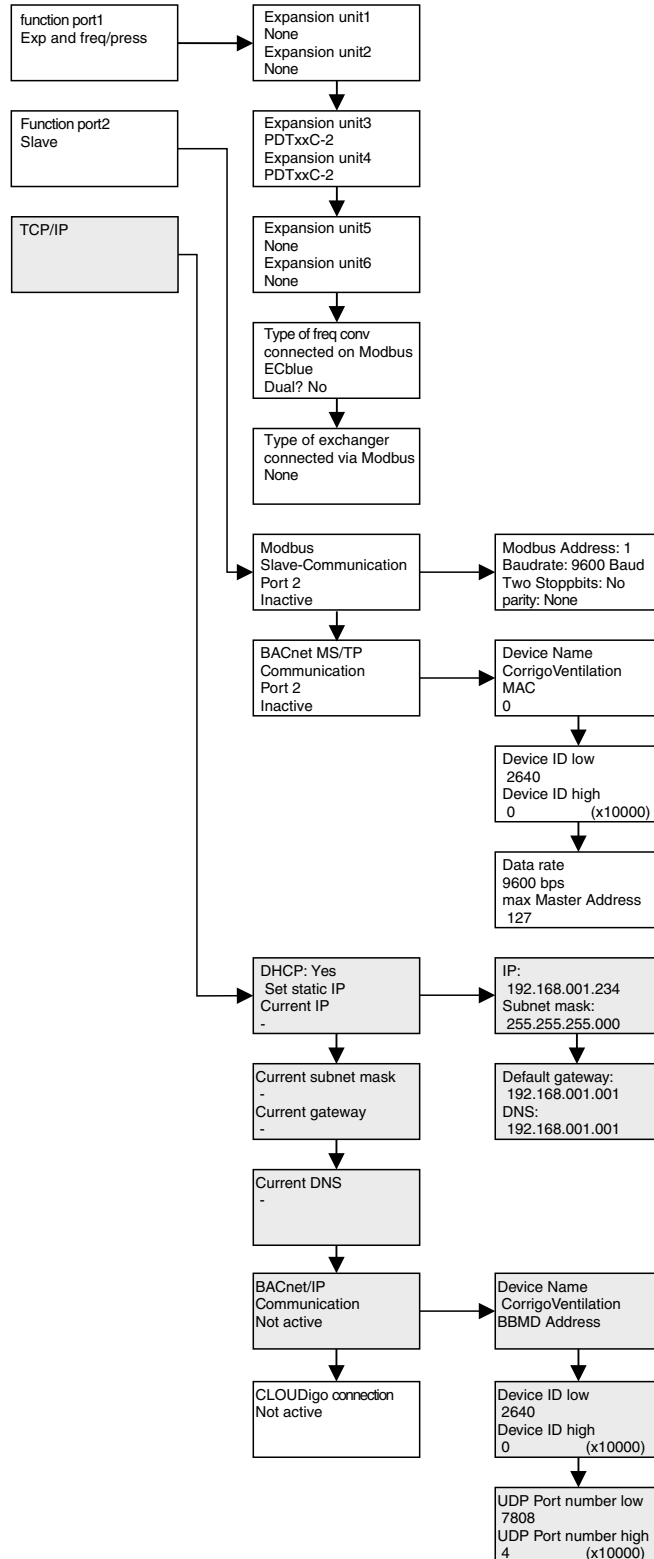 function port1
Exp and freq/press
Expansion unit1
None
Expansion unit2
None
Function port2
Slave
Expansion unit3
PDTxxC-2
Expansion unit4
PDTxxC-2
TCP/IP
Expansion unit5
None
Expansion unit6
None
Type of freq conv
connected on Modbus
ECblue
Dual? No
Type of exchanger
connected via Modbus
None
Modbus
Slave-Communication
Port 2
Inactive
Modbus Address: 1
Baudrate: 9600 Baud
Two Stoppbits: No
parity: None
BACnet MS/TP
Communication
Port 2
Inactive
Device Name
CorrigoVentilation
MAC
0
Device ID low
2640
Device ID high
0 (x10000)
Data rate
9600 bps
max Master Address
127
DHCP: Yes
Set static IP
Current IP
-
IP:
192.168.001.234
Subnet mask:
255.255.255.000
Current subnet mask
-
Current gateway
-
Default gateway:
192.168.001.001
DNS:
192.168.001.001
Current DNS
-
BACnet/IP
Communication
Not active
Device Name
CorrigoVentilation
BBMD Address
CLOUDigo connection
Not active
Device ID low
2640
Device ID high
0 (x10000)
UDP Port number low
7808
UDP Port number high
4 (x10000)